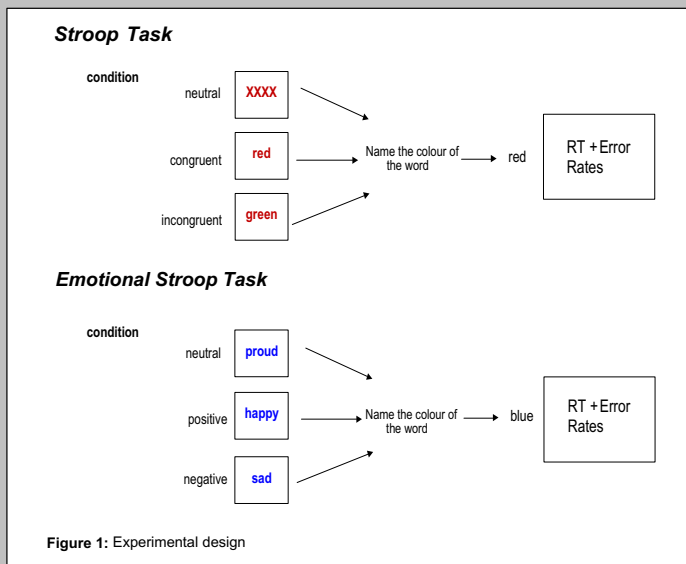 Stroop Task
condition
neutral
XXXX
congruent
red
incongruent
green
Name the colour of
the word
red
RT + Error
Rates
Emotional Stroop Task
condition
neutral
proud
positive
happy
negative
sad
Name the colour of
the word
blue
RT + Error
Rates
Figure 1: Experimental design